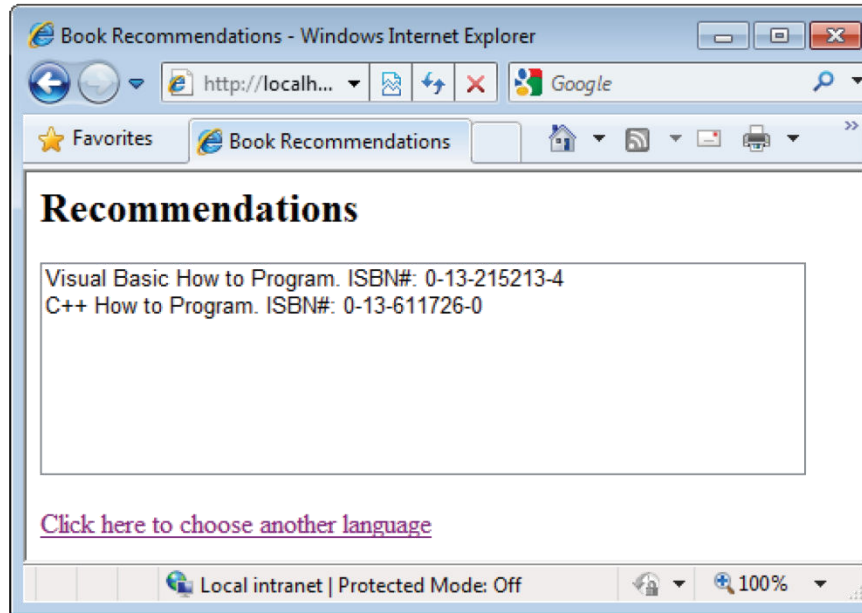 Book Recommendations - Windows Internet Explorer
http://localh...
Google
Favorites
Book Recommendations
Recommendations
Visual Basic How to Program. ISBN#: 0-13-215213-4
C++ How to Program. ISBN#: 0-13-611726-0
Click here to choose another language
Local intranet | Protected Mode: Off
100%